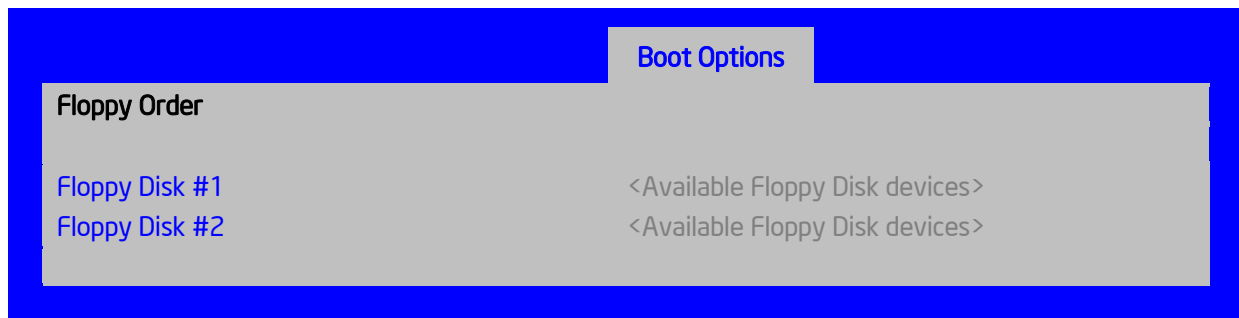 Boot Options
Floppy Order
Floppy Disk #1 <Available Floppy Disk devices>
Floppy Disk #2 <Available Floppy Disk devices>